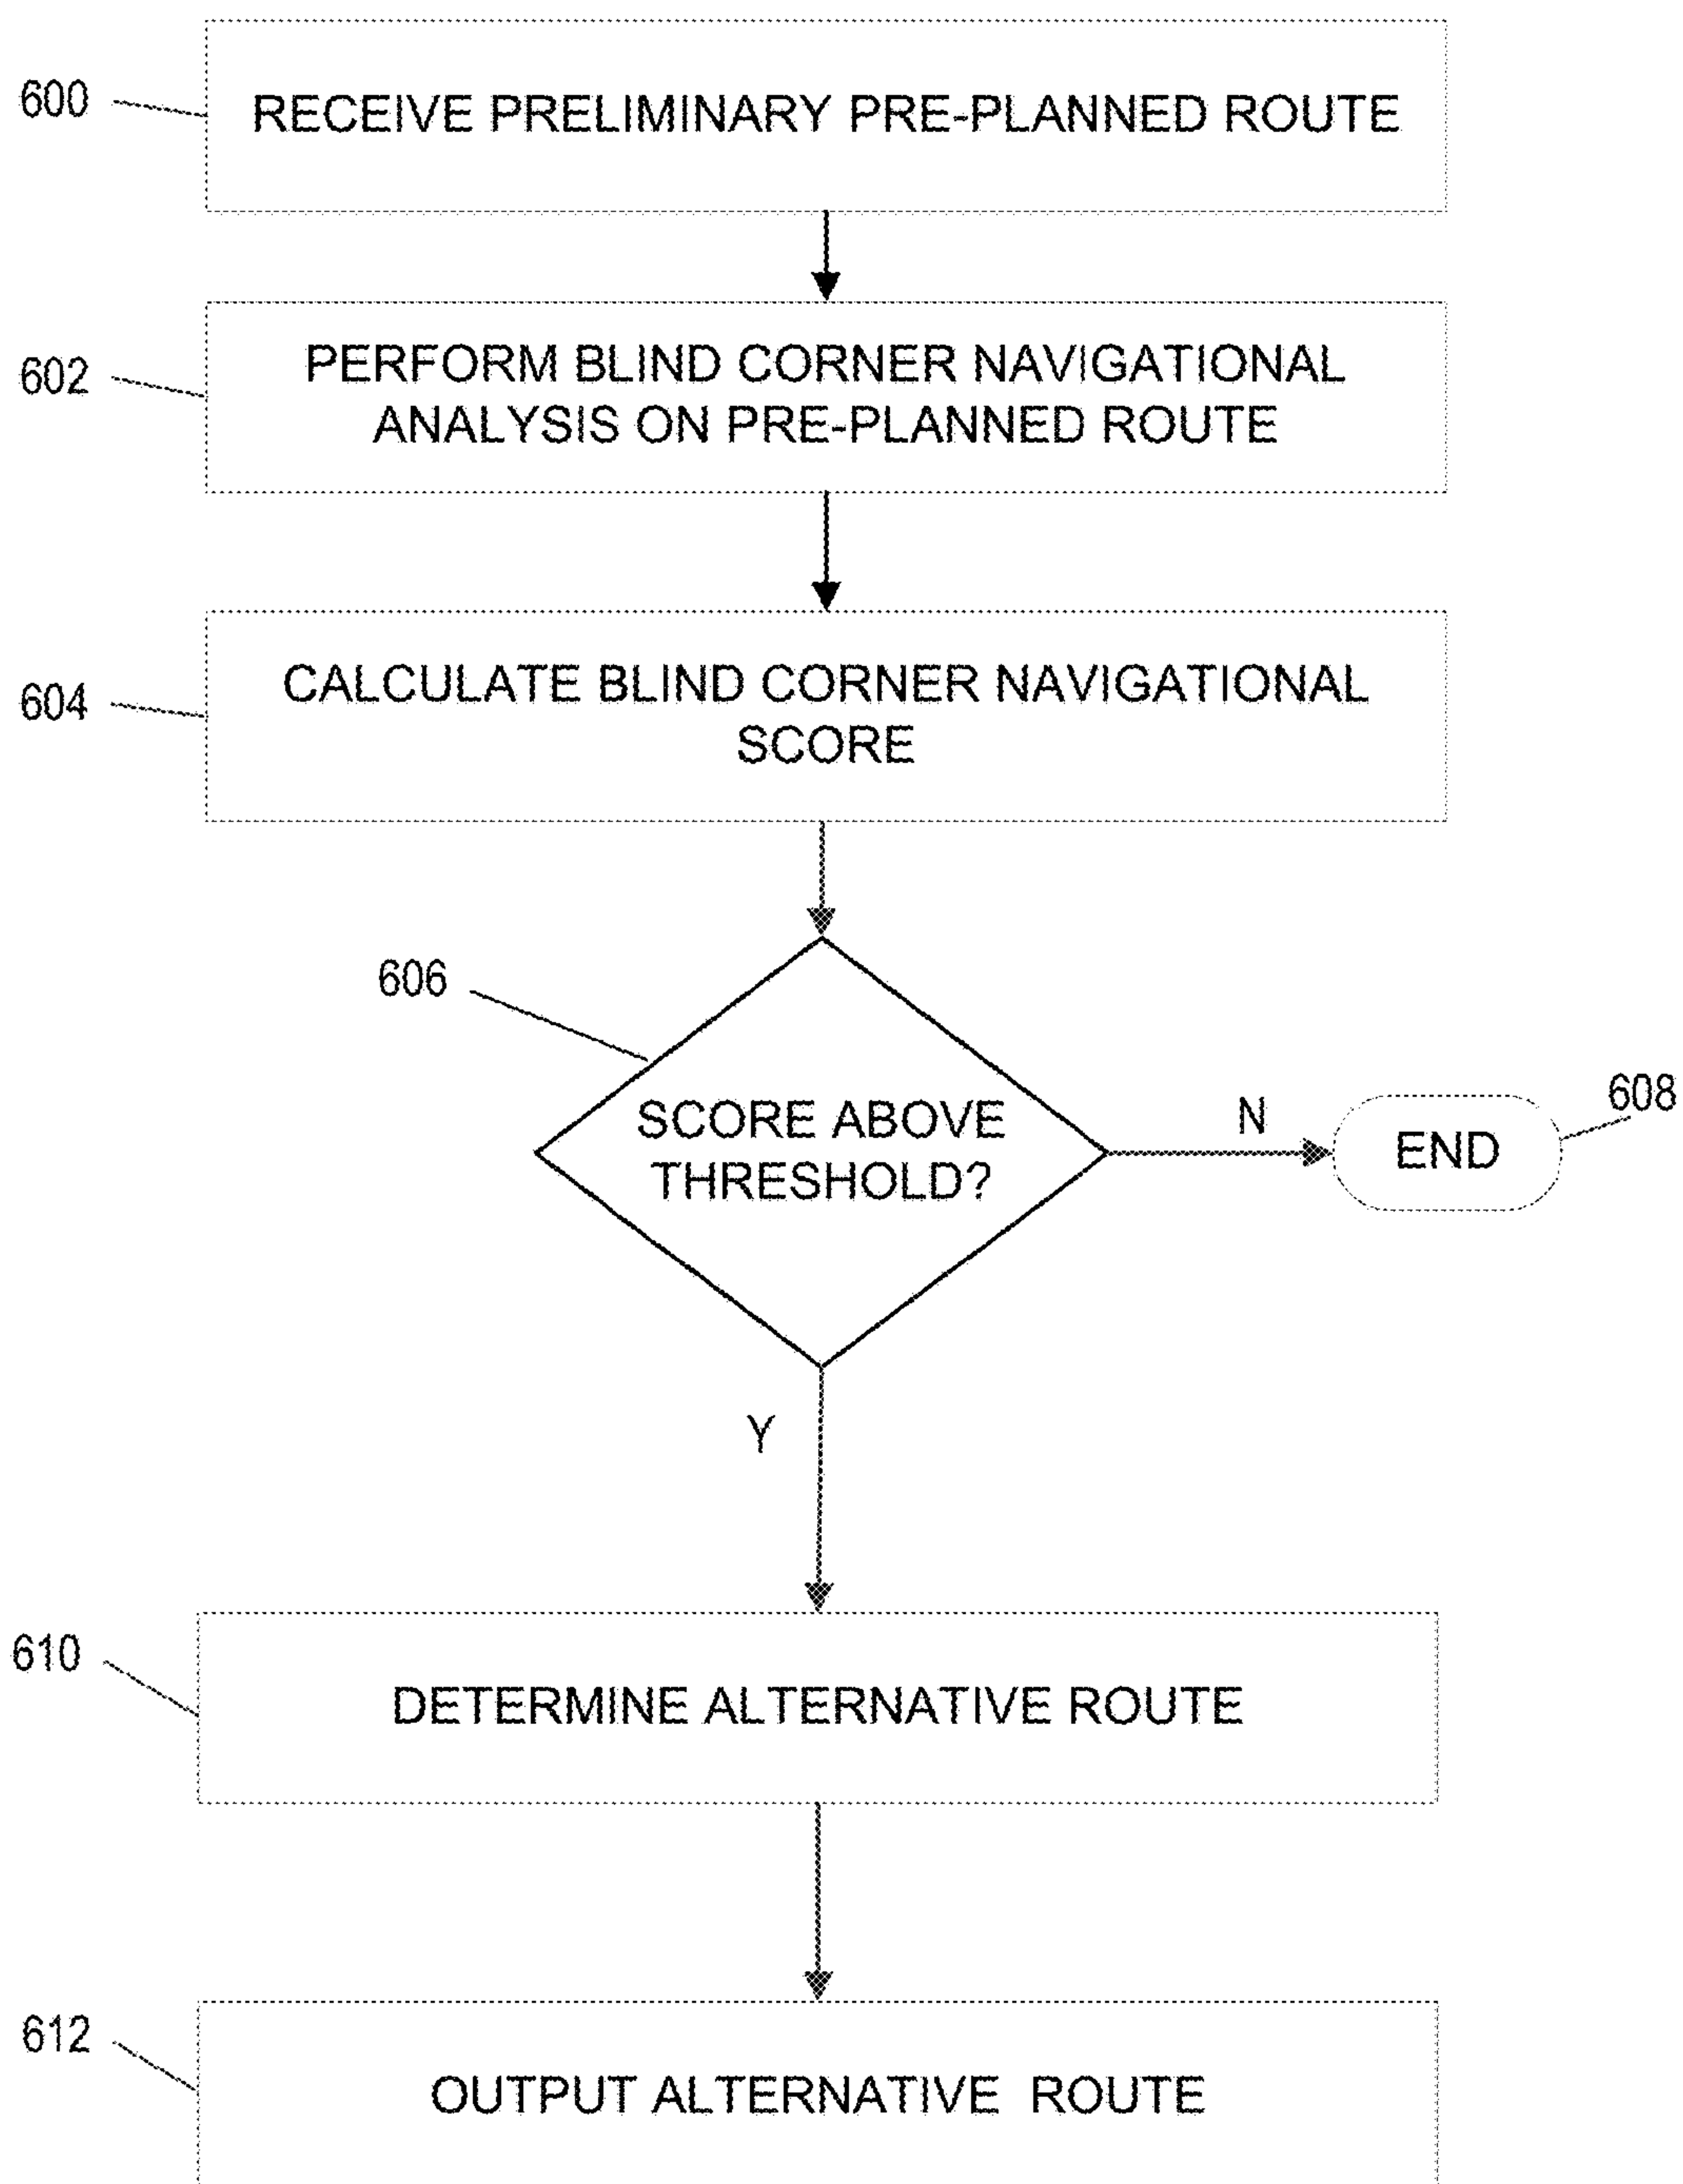 600
RECEIVE PRELIMINARY PRE-PLANNED ROUTE
602
PERFORM BLIND CORNER NAVIGATIONAL
ANALYSIS ON PRE-PLANNED ROUTE
604
CALCULATE BLIND CORNER NAVIGATIONAL
SCORE
606
SCORE ABOVE
THRESHOLD?
N
608
END
Y
610
DETERMINE ALTERNATIVE ROUTE
612
OUTPUT ALTERNATIVE ROUTE